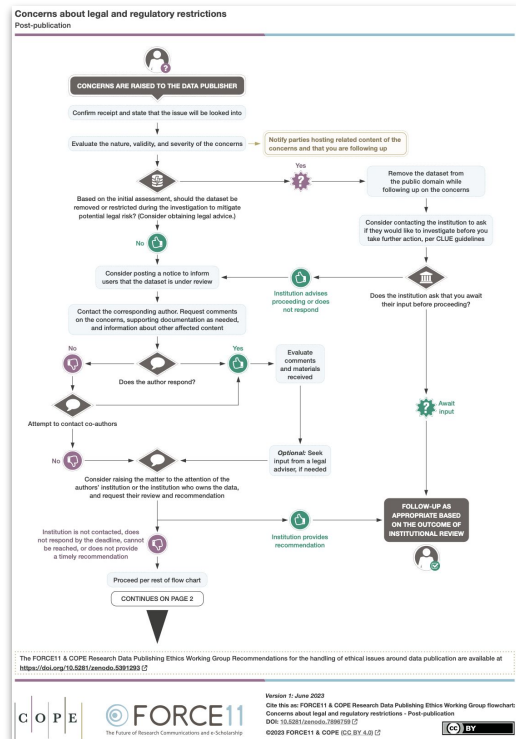 Concerns about legal and regulatory restrictions
Post-publication
CONCERNS ARE RAISED TO THE DATA PUBLISHER
Confirm receipt and state that the issue will be looked into
Evaluate the nature, validity, and severity of the concerns
Notify parties hosting related content of the
concerns and that you are following up
Yes
Based on the initial assessment, should the dataset be
removed or restricted during the investigation to mitigate
potential legal risk? (Consider obtaining legal advice.)
Remove the dataset from
the public domain while
following up on the concerns
Consider contacting the institution to ask
if they would like to investigate before you
take further action, per CLUE guidelines
No
Consider posting a notice to inform
users that the dataset is under review
Institution advises
proceeding or does
not respond
Does the institution ask that you await
their input before proceeding?
Contact the corresponding author. Request comments
on the concerns, supporting documentation as needed,
and information about other affected content
No
Yes
Does the author respond?
Evaluate
comments
and materials
received
Attempt to contact co-authors
Await
input
No
Optional: Seek
input from a legal
adviser, if needed
Consider raising the matter to the attention of the
authors' institution or the institution who owns the data,
and request their review and recommendation
Institution is not contacted, does
not respond by the deadline, cannot
be reached, or does not provide
a timely recommendation
Institution provides
recommendation
FOLLOW-UP AS
APPROPRIATE BASED
ON THE OUTCOME OF
INSTITUTIONAL REVIEW
Proceed per rest of flow chart
CONTINUES ON PAGE 2
The FORCE11 & COPE Research Data Publishing Ethics Working Group Recommendations for the handling of ethical issues around data publication are available at
https://doi.org/10.5281/zenodo.5391293
C O P E
FORCE11
The Future of Research Communications and e-Scholarship
Version 1: June 2023
Cite this as: FORCE11 & COPE Research Data Publishing Ethics Working Group flowchart:
Concerns about legal and regulatory restrictions - Post-publication
DOI: 10.5281/zenodo.7896759
©2023 FORCE11 & COPE (CC BY 4.0)
CC BY